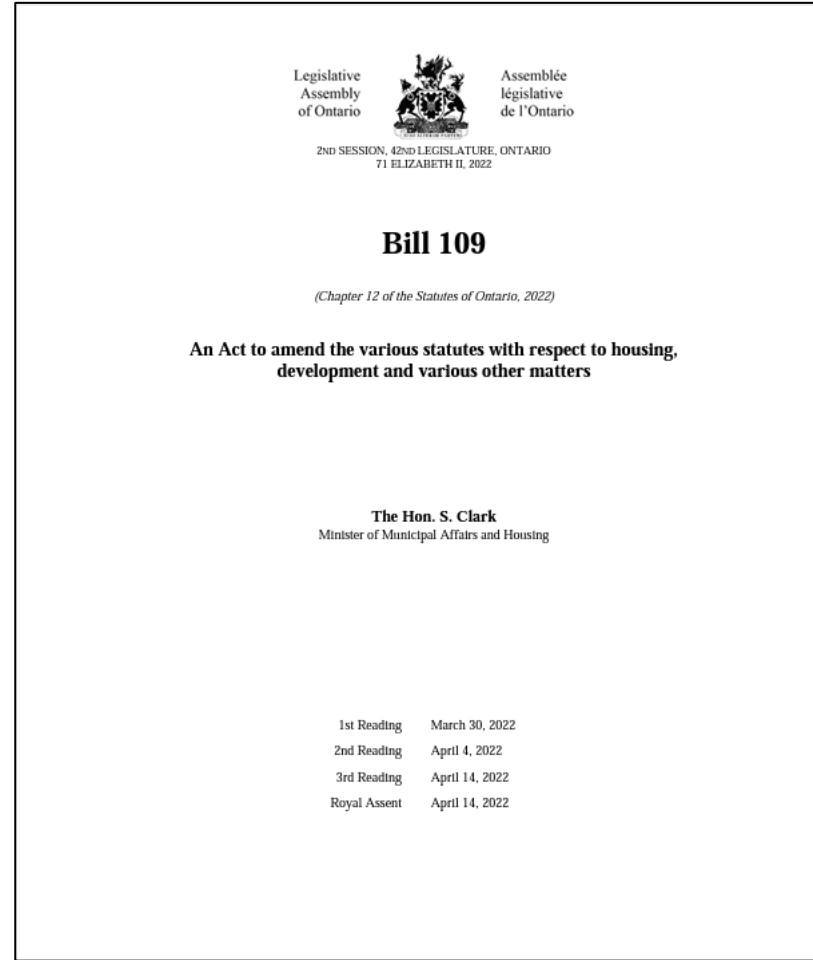 Legislative
Assembly
of Ontario
Assemblée
législative
de l'Ontario
2ND SESSION, 42ND LEGISLATURE, ONTARIO
71 ELIZABETH II, 2022
Bill 109
(Chapter 12 of the Statutes of Ontario, 2022)
An Act to amend the various statutes with respect to housing,
development and various other matters
The Hon. S. Clark
Minister of Municipal Affairs and Housing
1st Reading March 30, 2022
2nd Reading April 4, 2022
3rd Reading April 14, 2022
Royal Assent April 14, 2022